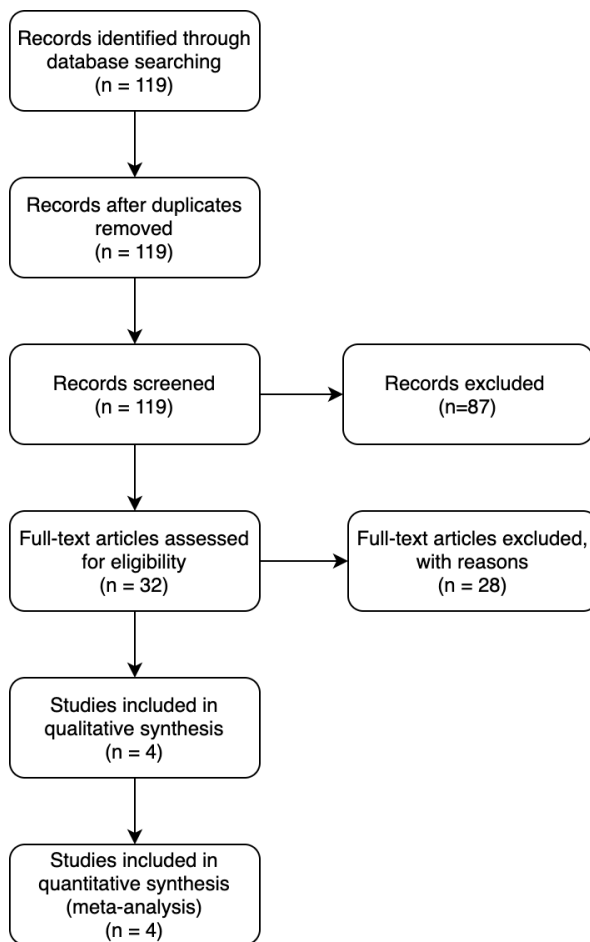 Records identified through
database searching
(n = 119)
Records after duplicates
removed
(n = 119)
Records screened
(n = 119)
Records excluded
(n=87)
Full-text articles assessed
for eligibility
(n = 32)
Full-text articles excluded,
with reasons
(n = 28)
Studies included in
qualitative synthesis
(n = 4)
Studies included in
quantitative synthesis
(meta-analysis)
(n = 4)